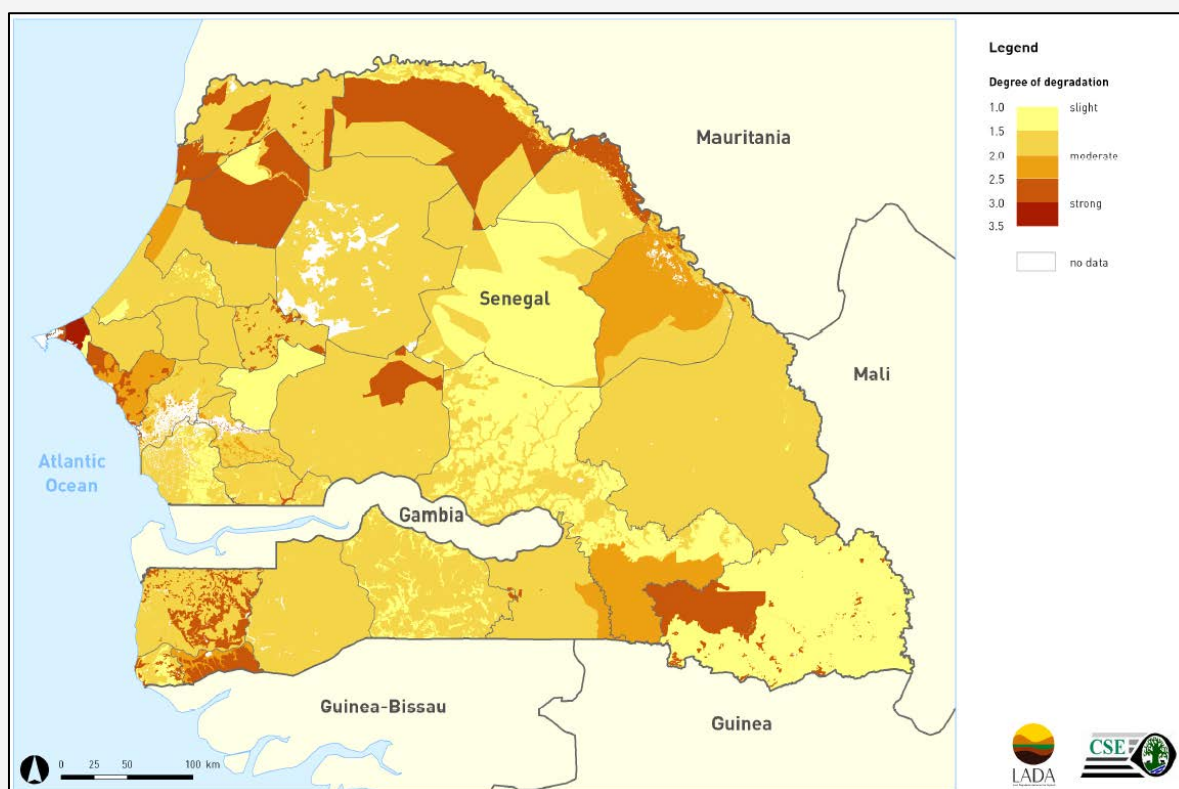 Legend
Degree of degradation
1.0 slight
1.5
2.0 moderate
2.5
3.0 strong
3.5
no data
Mauritania
Senegal
Mali
Atlantic
Ocean
Gambia
Guinea-Bissau
Guinea
0 25 50 100 km
LADA
CSE